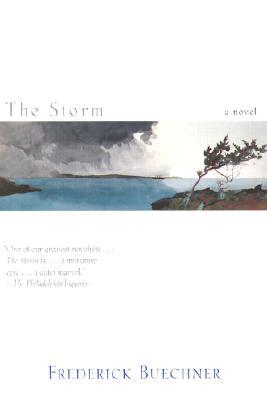 The Storm
a novel
"One of our greatest novelists . . .
The Storm is . . . a miniature
epic . . . a quiet marvel."
—The Philadelphia Inquirer
FREDERICK BUECHNER